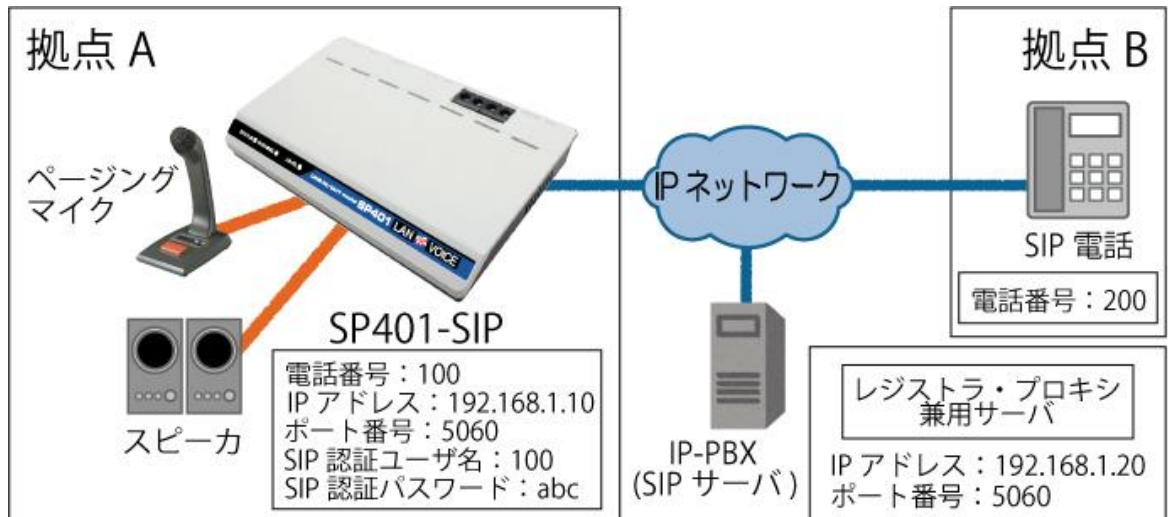 拠点 A
ページング
マイク
SP401 LAN de VOICE
スピーカ
SP401-SIP
電話番号：100
IP アドレス：192.168.1.10
ポート番号：5060
SIP 認証ユーザ名：100
SIP 認証パスワード：abc
IP ネットワーク
IP-PBX
(SIP サーバ)
拠点 B
SIP 電話
電話番号：200
レジストラ・プロキシ
兼用サーバ
IP アドレス：192.168.1.20
ポート番号：5060